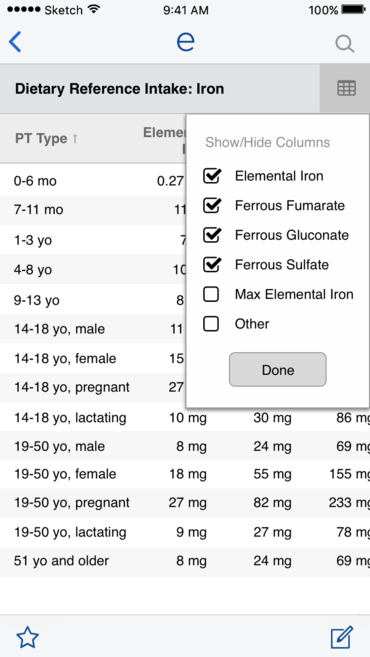 Sketch 9:41 AM 100%
e
Dietary Reference Intake: Iron
PT Type ↑
Show/Hide Columns
Elemental Iron
Ferrous Fumarate
Ferrous Gluconate
Ferrous Sulfate
Max Elemental Iron
Other
Done
0-6 mo 0.27
7-11 mo 11
1-3 yo 7
4-8 yo 10
9-13 yo 8
14-18 yo, male 11
14-18 yo, female 15
14-18 yo, pregnant 27
14-18 yo, lactating 10 mg 30 mg 86 mg
19-50 yo, male 8 mg 24 mg 69 mg
19-50 yo, female 18 mg 55 mg 155 mg
19-50 yo, pregnant 27 mg 82 mg 233 mg
19-50 yo, lactating 9 mg 27 mg 78 mg
51 yo and older 8 mg 24 mg 69 mg